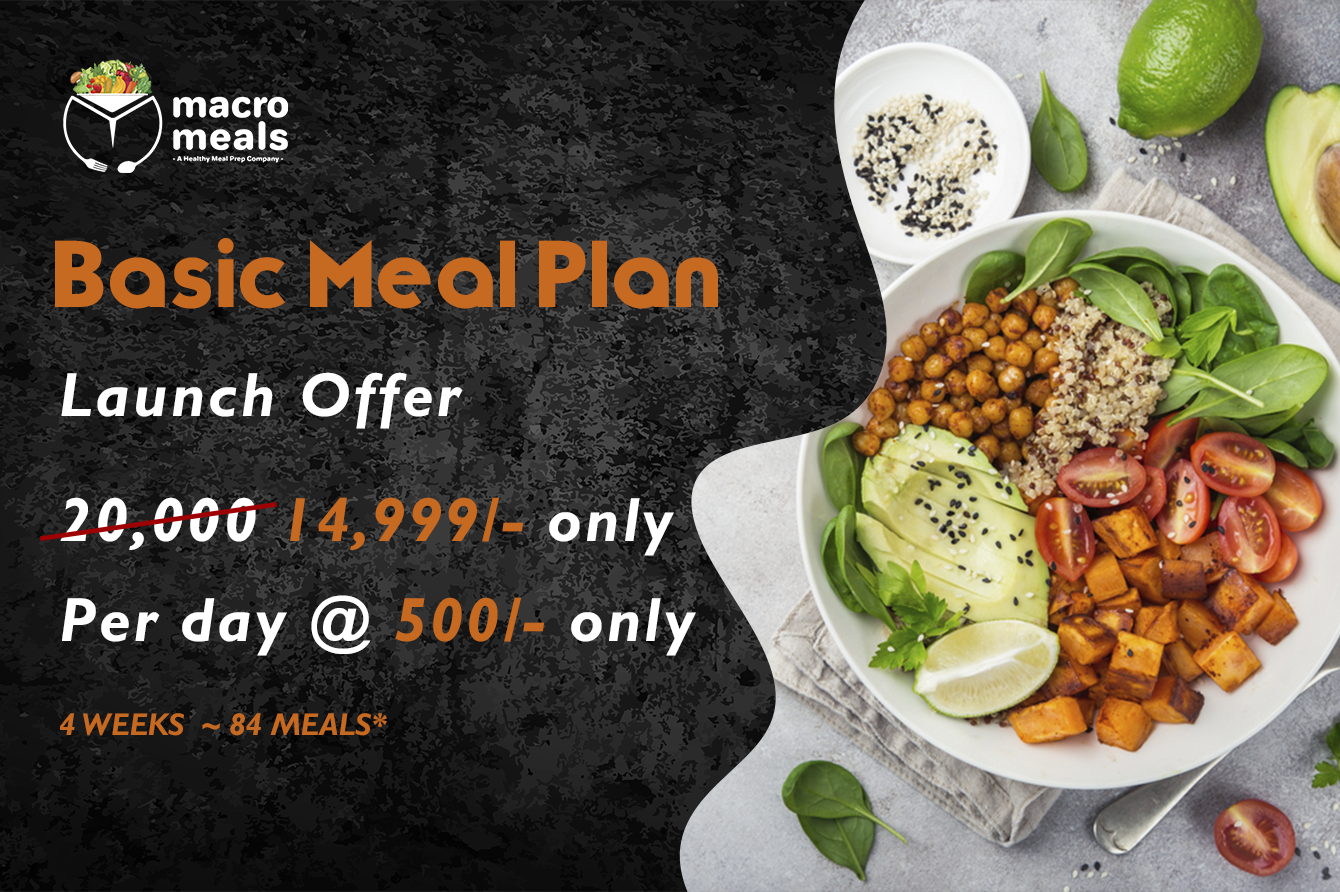 macro
meals
- A Healthy Meal Prep Company -
Basic Meal Plan
Launch Offer
20,000 14,999/- only
Per day @ 500/- only
4 WEEKS ~ 84 MEALS*